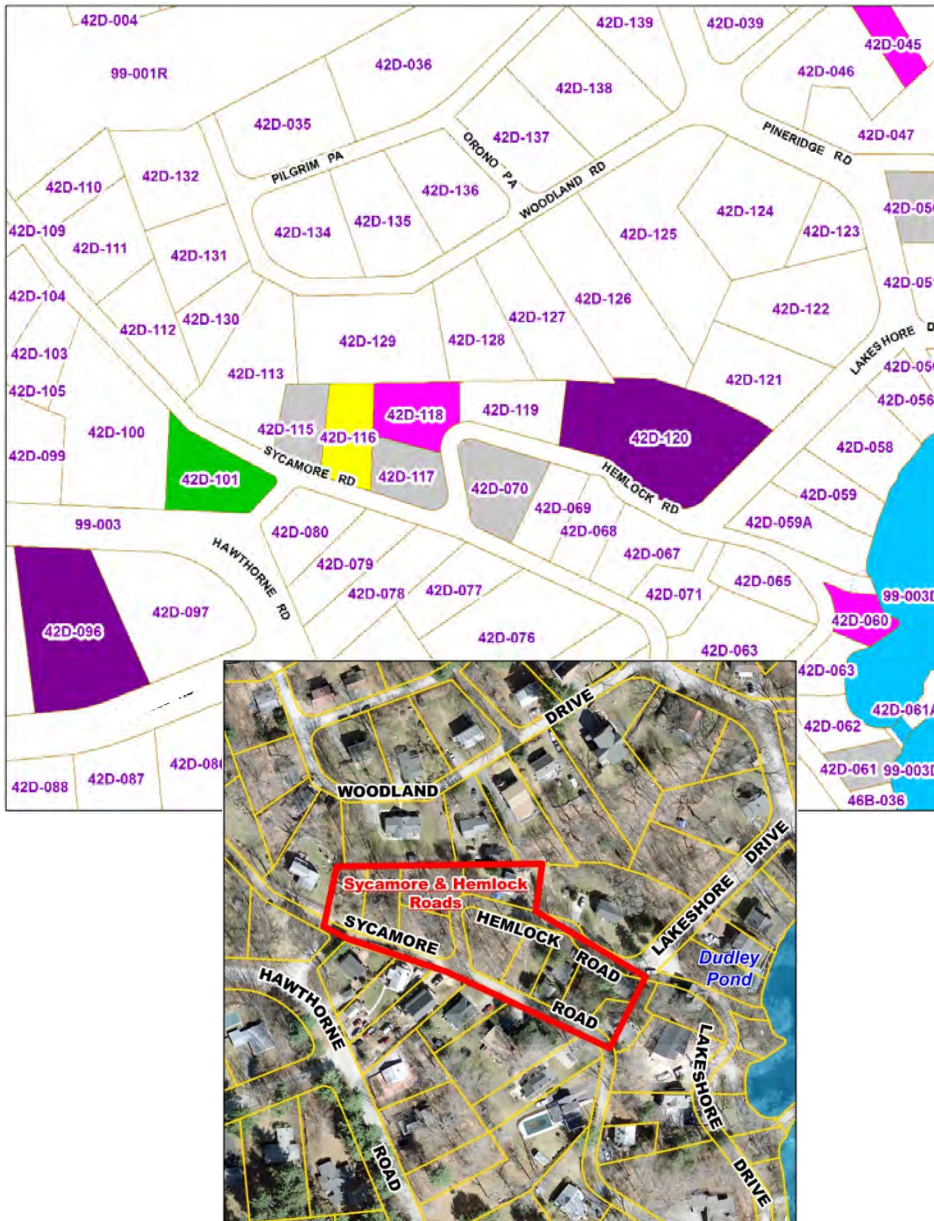 42D-004
42D-139
42D-039
42D-045
99-001R
42D-036
42D-046
42D-138
42D-035
42D-047
PINERIDGE RD
42D-137
ORONO PA
PILGRIM PA
42D-132
42D-136
42D-110
WOODLAND RD
42D-135
42D-134
42D-124
42D-109
42D-111
42D-125
42D-123
42D-131
42D-104
42D-126
42D-122
42D-112
42D-130
42D-127
42D-129
42D-128
LAKESHORE D
42D-103
42D-113
42D-105
42D-121
42D-056
42D-118
42D-119
42D-100
42D-115
42D-116
42D-120
42D-058
42D-099
SYCAMORE RD
42D-117
42D-101
42D-070
HEMLOCK RD
42D-059
42D-069
99-003
42D-080
42D-068
42D-059A
HAWTHORNE RD
42D-079
42D-067
42D-065
42D-078
42D-077
42D-071
99-003D
42D-097
42D-060
42D-096
42D-076
42D-063
42D-063
42D-061A
42D-062
42D-088
42D-087
42D-061
99-003D
46B-036
WOODLAND DRIVE
LAKESHORE DRIVE
Sycamore & Hemlock
Roads
SYCAMORE ROAD
HEMLOCK ROAD
Dudley
Pond
HAWTHORNE ROAD
LAKESHORE DRIVE